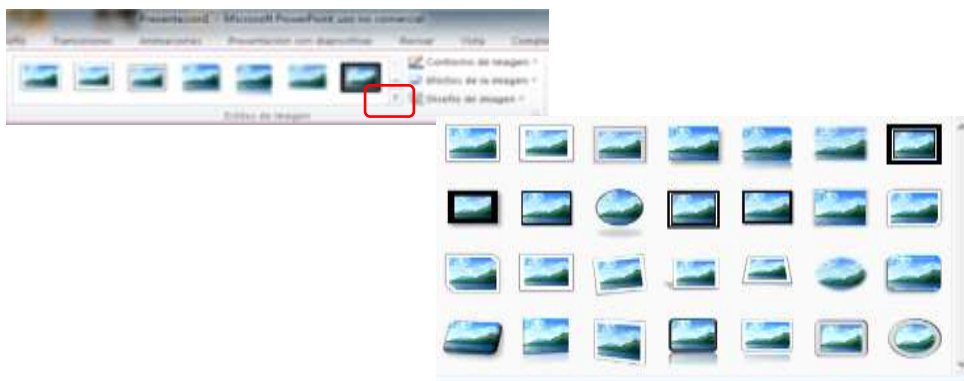 Presentación1 - Microsoft PowerPoint uso no comercial
Transiciones Animaciones Presentación con diapositivas Revisar Vista
Contorno de imagen
Efectos de la imagen
Diseño de imagen
Estilos de imagen